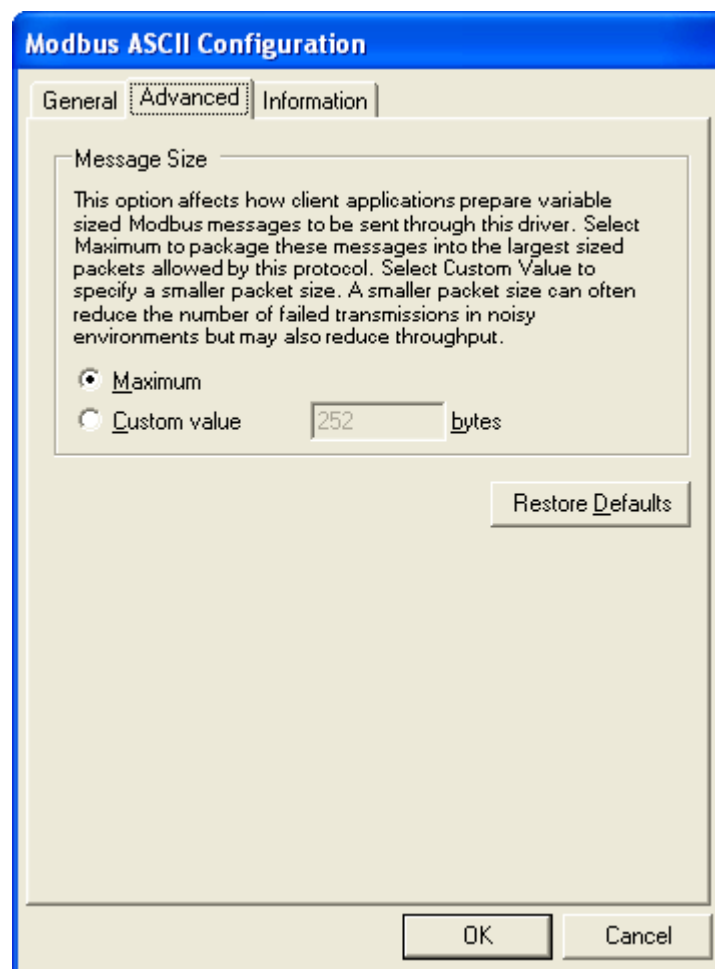 Modbus ASCII Configuration
General Advanced Information
Message Size
This option affects how client applications prepare variable
sized Modbus messages to be sent through this driver. Select
Maximum to package these messages into the largest sized
packets allowed by this protocol. Select Custom Value to
specify a smaller packet size. A smaller packet size can often
reduce the number of failed transmissions in noisy
environments but may also reduce throughput.
Maximum
Custom value 252 bytes
Restore Defaults
OK Cancel